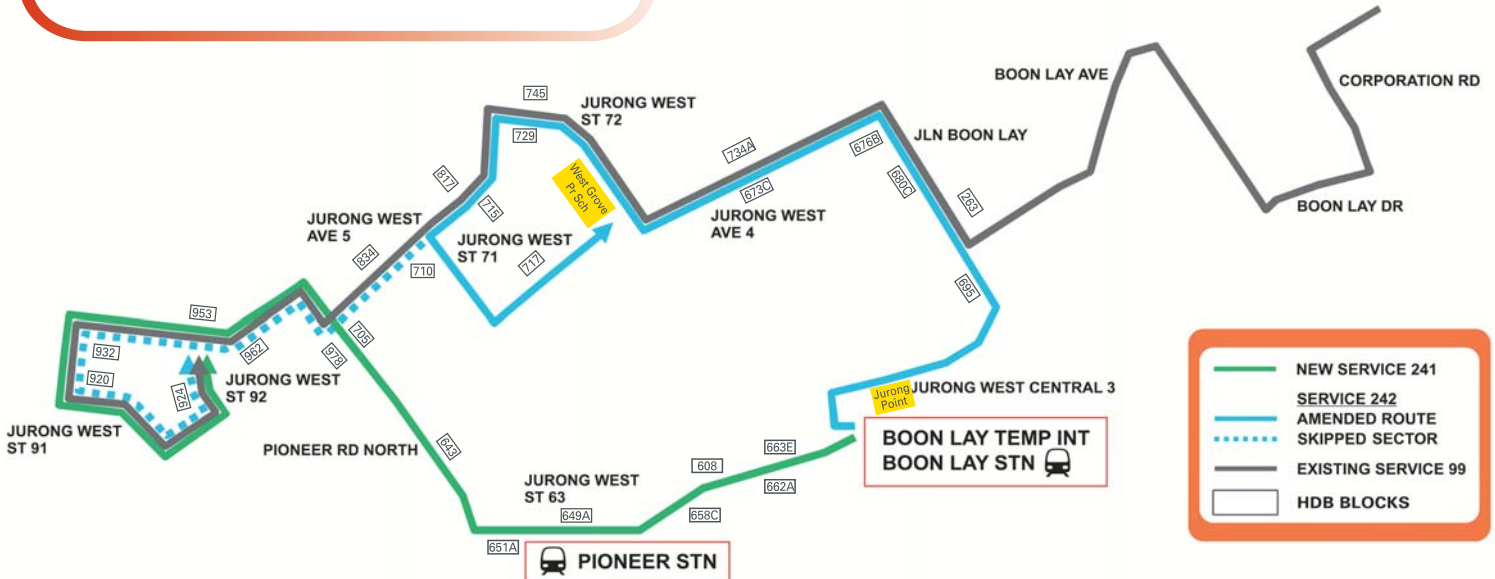 BOON LAY AVE
CORPORATION RD
745
JURONG WEST
ST 72
729
734A
676B
JLN BOON LAY
West Grove
Pr Sch
817
673C
680C
263
715
BOON LAY DR
JURONG WEST
AVE 5
JURONG WEST
AVE 4
JURONG WEST
ST 71
834
710
717
695
953
705
978
962
932
920
924
JURONG WEST
ST 92
JURONG WEST
ST 91
PIONEER RD NORTH
Jurong
Point
JURONG WEST CENTRAL 3
BOON LAY TEMP INT
BOON LAY STN
643
663E
608
662A
JURONG WEST
ST 63
649A
658C
651A
PIONEER STN
NEW SERVICE 241
SERVICE 242
AMENDED ROUTE
SKIPPED SECTOR
EXISTING SERVICE 99
HDB BLOCKS